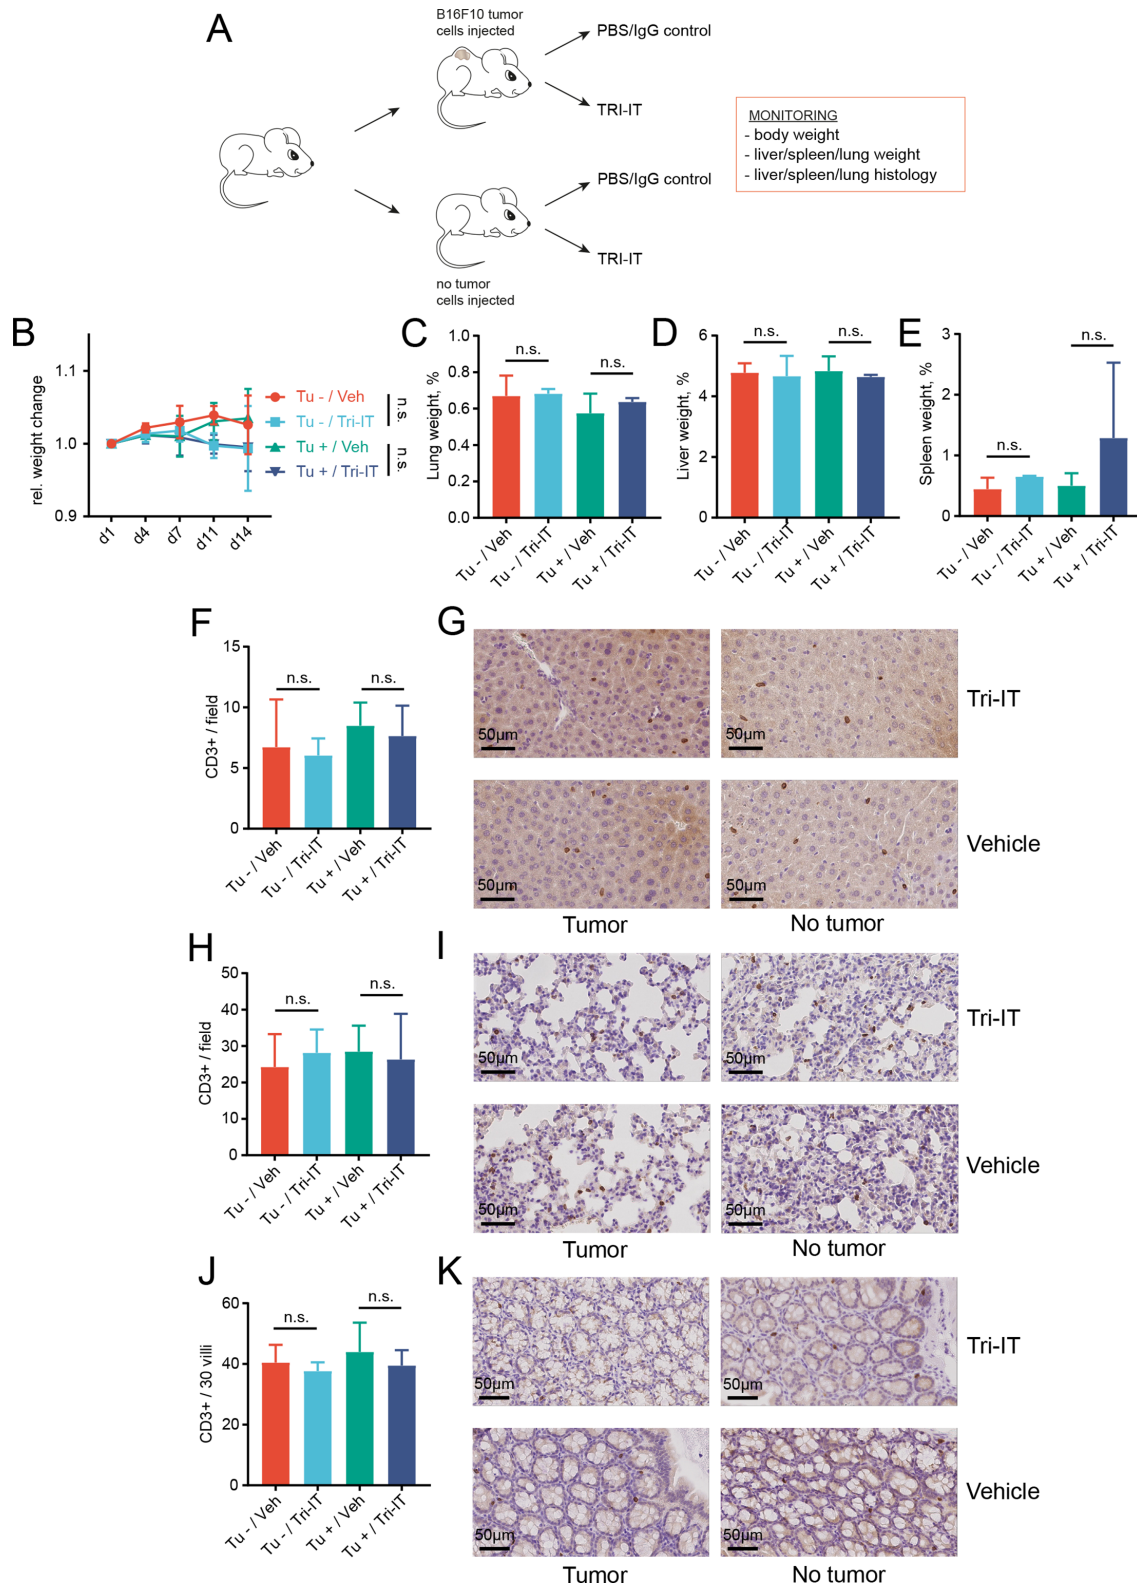 A
B16F10 tumor
cells injected
PBS/IgG control
TRI-IT
PBS/IgG control
TRI-IT
no tumor
cells injected
MONITORING
- body weight
- liver/spleen/lung weight
- liver/spleen/lung histology
B
rel. weight change
1.1
1.0
0.9
d1 d4 d7 d11 d14
Tu - / Veh
Tu - / Tri-IT
Tu + / Veh
Tu + / Tri-IT
n.s.
n.s.
C
Lung weight, %
1.0
0.8
0.6
0.4
0.2
0.0
n.s.
n.s.
Tu - / Veh
Tu - / Tri-IT
Tu + / Veh
Tu + / Tri-IT
D
Liver weight, %
6
4
2
0
n.s.
n.s.
Tu - / Veh
Tu - / Tri-IT
Tu + / Veh
Tu + / Tri-IT
E
Spleen weight, %
3
2
1
0
n.s.
n.s.
Tu - / Veh
Tu - / Tri-IT
Tu + / Veh
Tu + / Tri-IT
F
CD3+ / field
15
10
5
0
n.s.
n.s.
Tu - / Veh
Tu - / Tri-IT
Tu + / Veh
Tu + / Tri-IT
G
50µm
50µm
Tri-IT
50µm
50µm
Vehicle
Tumor
No tumor
H
CD3+ / field
50
40
30
20
10
0
n.s.
n.s.
Tu - / Veh
Tu - / Tri-IT
Tu + / Veh
Tu + / Tri-IT
I
50µm
50µm
Tri-IT
50µm
50µm
Vehicle
Tumor
No tumor
J
CD3+ / 30 villi
60
40
20
0
n.s.
n.s.
Tu - / Veh
Tu - / Tri-IT
Tu + / Veh
Tu + / Tri-IT
K
50µm
50µm
Tri-IT
50µm
50µm
Vehicle
Tumor
No tumor